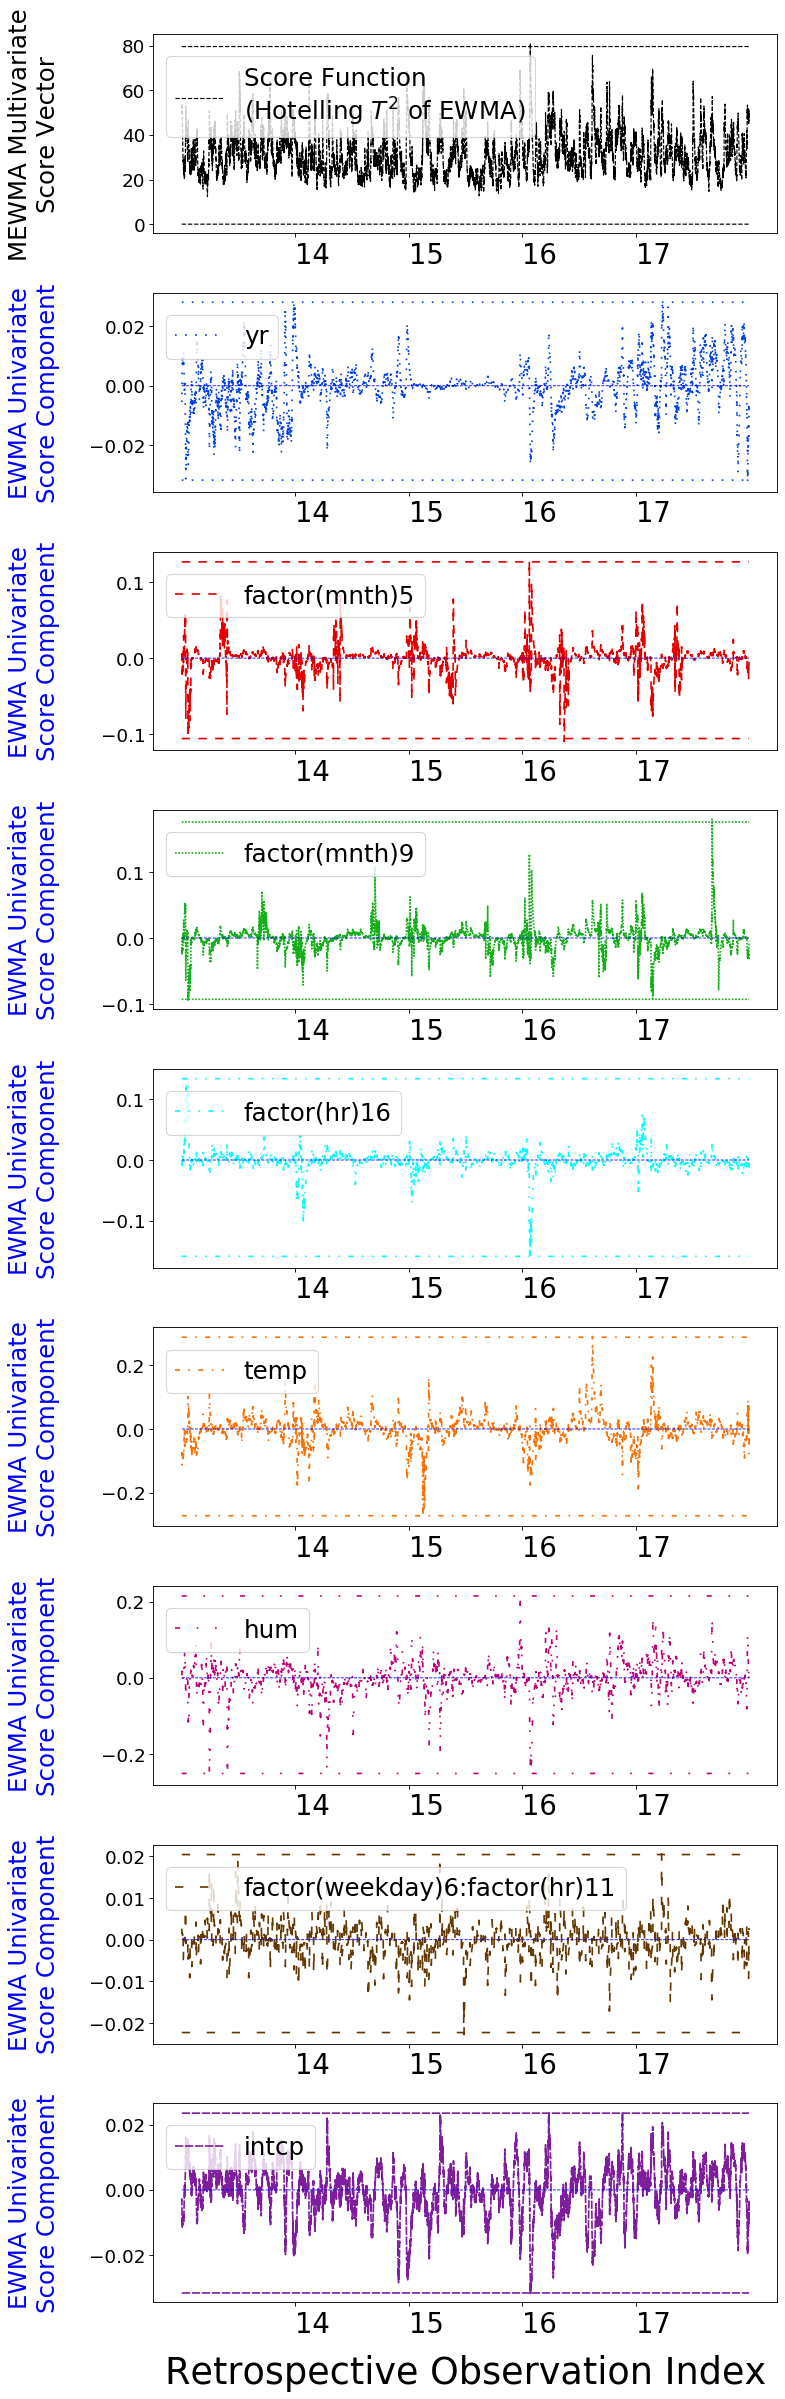 MEWMA Multivariate
Score Vector
80
60
40
20
0
Score Function
(Hotelling T² of EWMA)
14 15 16 17
EWMA Univariate
Score Component
0.02
0.00
−0.02
yr
14 15 16 17
EWMA Univariate
Score Component
0.1
0.0
−0.1
factor(mnth)5
14 15 16 17
EWMA Univariate
Score Component
0.1
0.0
−0.1
factor(mnth)9
14 15 16 17
EWMA Univariate
Score Component
0.1
0.0
−0.1
factor(hr)16
14 15 16 17
EWMA Univariate
Score Component
0.2
0.0
−0.2
temp
14 15 16 17
EWMA Univariate
Score Component
0.2
0.0
−0.2
hum
14 15 16 17
EWMA Univariate
Score Component
0.02
0.01
0.00
−0.01
−0.02
factor(weekday)6:factor(hr)11
14 15 16 17
EWMA Univariate
Score Component
0.02
0.00
−0.02
intcp
14 15 16 17
Retrospective Observation Index